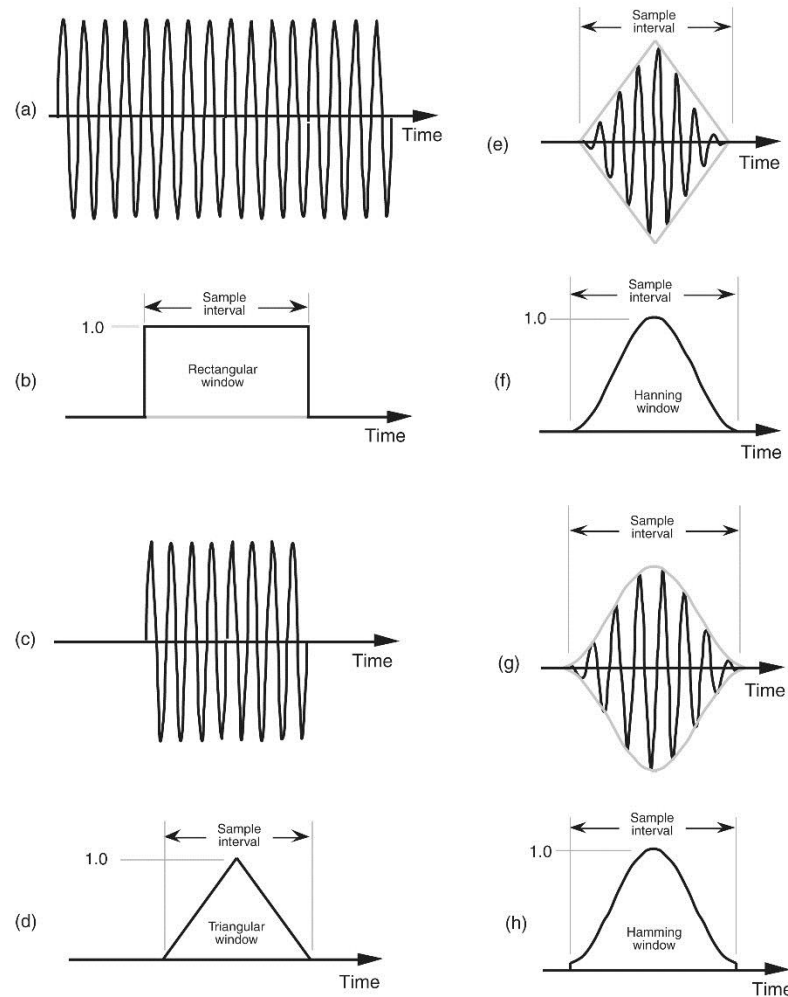 (a)
Time
Sample
interval
1.0
Rectangular
window
(b)
Time
(c)
Time
Sample
interval
1.0
Triangular
window
(d)
Time
Sample
interval
(e)
Time
Sample
interval
1.0
(f)
Hanning
window
Time
Sample
interval
(g)
Time
Sample
interval
1.0
(h)
Hamming
window
Time